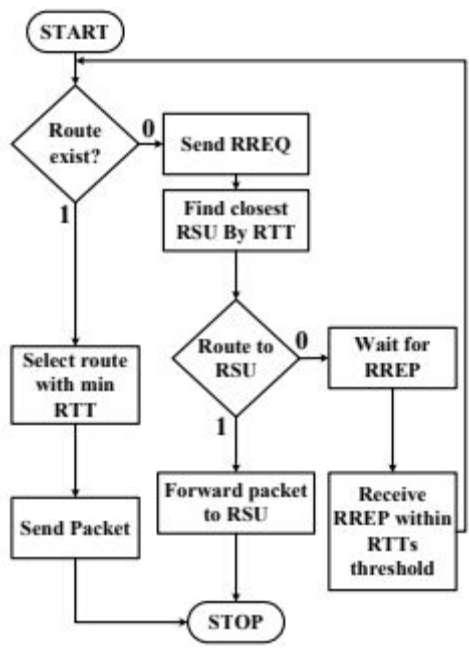 START
Route
exist?
0
Send RREQ
1
Find closest
RSU By RTT
Route to
RSU
0
Wait for
RREP
1
Select route
with min
RTT
Forward packet
to RSU
Receive
RREP within
RTTs
threshold
Send Packet
STOP